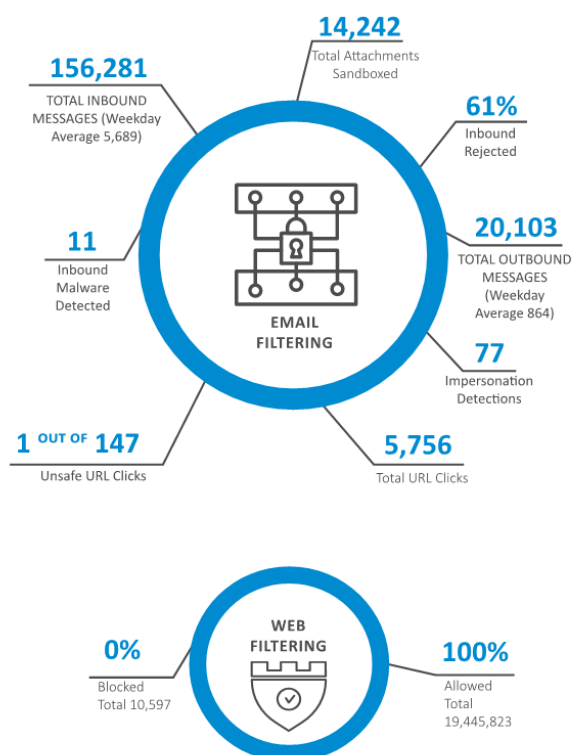 14,242
Total Attachments
Sandboxed
156,281
TOTAL INBOUND
MESSAGES (Weekday
Average 5,689)
61%
Inbound
Rejected
11
Inbound
Malware
Detected
20,103
TOTAL OUTBOUND
MESSAGES
(Weekday
Average 864)
EMAIL
FILTERING
77
Impersonation
Detections
1 OUT OF 147
Unsafe URL Clicks
5,756
Total URL Clicks
WEB
FILTERING
0%
Blocked
Total 10,597
100%
Allowed
Total
19,445,823